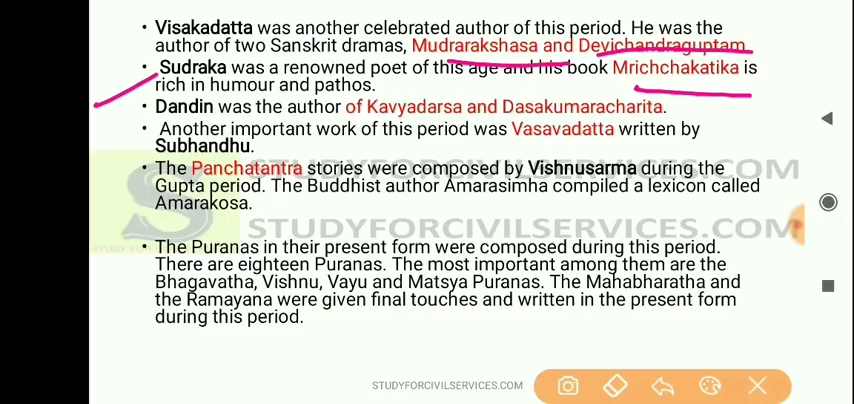 • Visakadatta was another celebrated author of this period. He was the
author of two Sanskrit dramas, Mudrarakshasa and Devichandraguptam.
• Sudraka was a renowned poet of this age and his book Mrichchakatika is
rich in humour and pathos.
• Dandin was the author of Kavyadarsa and Dasakumaracharita.
• Another important work of this period was Vasavadatta written by
Subhandhu.
• The Panchatantra stories were composed by Vishnusarma during the
Gupta period. The Buddhist author Amarasimha compiled a lexicon called
Amarakosa.
STUDYFORCIVILSERVICES.COM
STUDYFORCIVILSERVICES.COM
• The Puranas in their present form were composed during this period.
There are eighteen Puranas. The most important among them are the
Bhagavatha, Vishnu, Vayu and Matsya Puranas. The Mahabharatha and
the Ramayana were given final touches and written in the present form
during this period.
STUDYFORCIVILSERVICES.COM